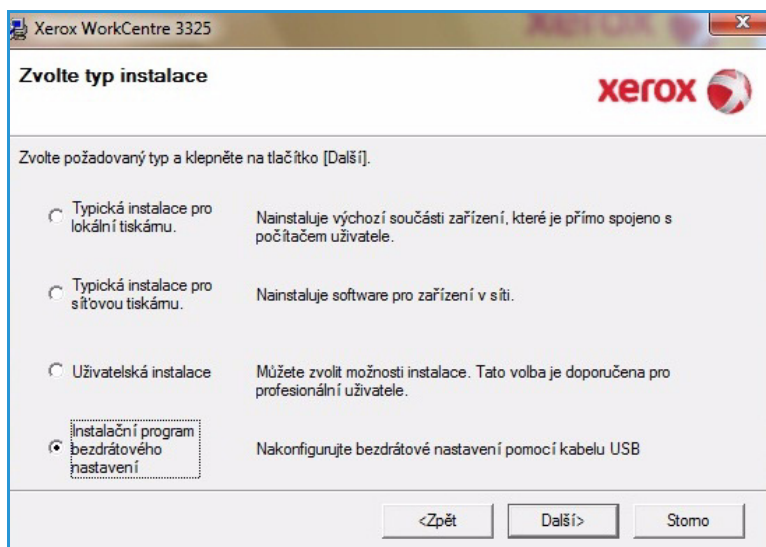 Xerox WorkCentre 3325
X
Zvolte typ instalace
xerox
Zvolte požadovaný typ a klepněte na tlačítko [Další].
Typická instalace pro
lokální tiskárnu.
Nainstaluje výchozí součásti zařízení, které je přímo spojeno s
počítačem uživatele.
Typická instalace pro
síťovou tiskárnu.
Nainstaluje software pro zařízení v síti.
Uživatelská instalace
Můžete zvolit možnosti instalace. Tato volba je doporučena pro
profesionální uživatele.
Instalační program
bezdrátového
nastavení
Nakonfigurujte bezdrátové nastavení pomocí kabelu USB
<Zpět
Další>
Storno